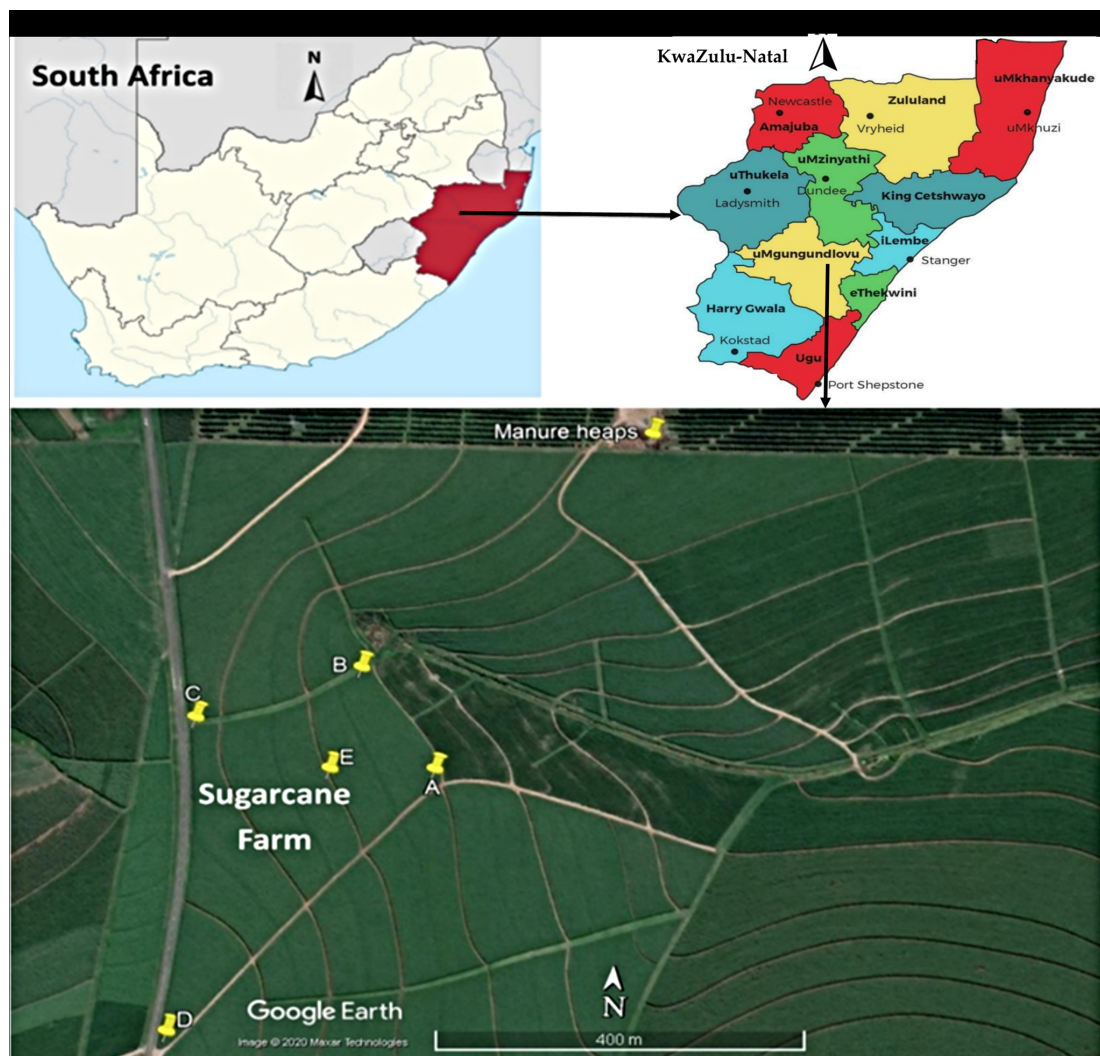 South Africa
N
KwaZulu-Natal
uMkhanyakude
Zululand
Newcastle
Vryheid
uMkhuzi
Amajuba
uMzinyathi
uThukela
Dundee
King Cetshwayo
Ladysmith
iLembe
uMgungundlovu
Stanger
eThekwini
Harry Gwala
Kokstad
Ugu
Port Shepstone
Manure heaps
B
C
E
A
Sugarcane
Farm
N
D
Google Earth
Image © 2020 Maxar Technologies
400 m